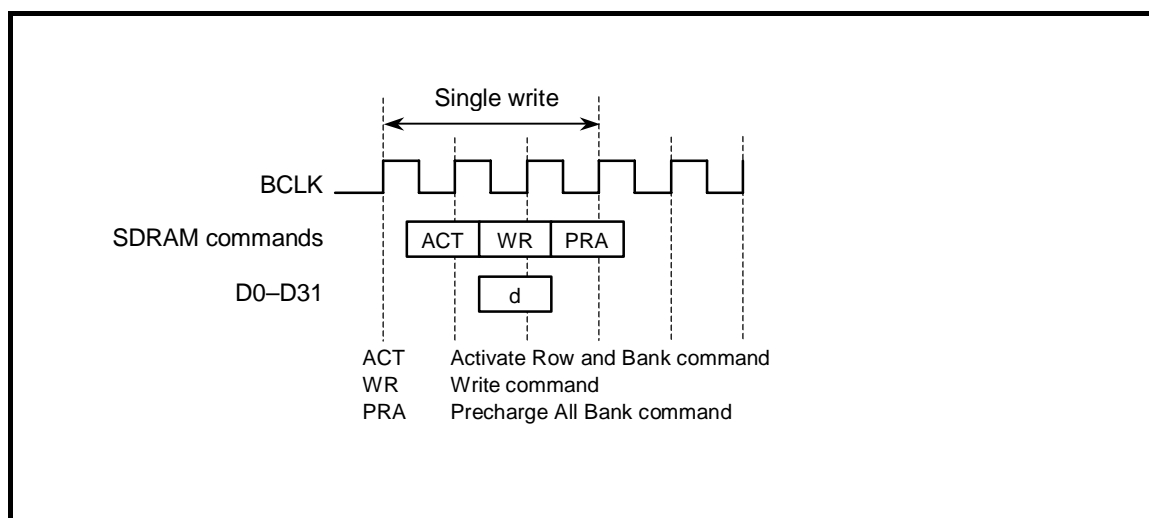 Single write
BCLK
SDRAM commands ACT WR PRA
D0–D31 d
ACT Activate Row and Bank command
WR Write command
PRA Precharge All Bank command